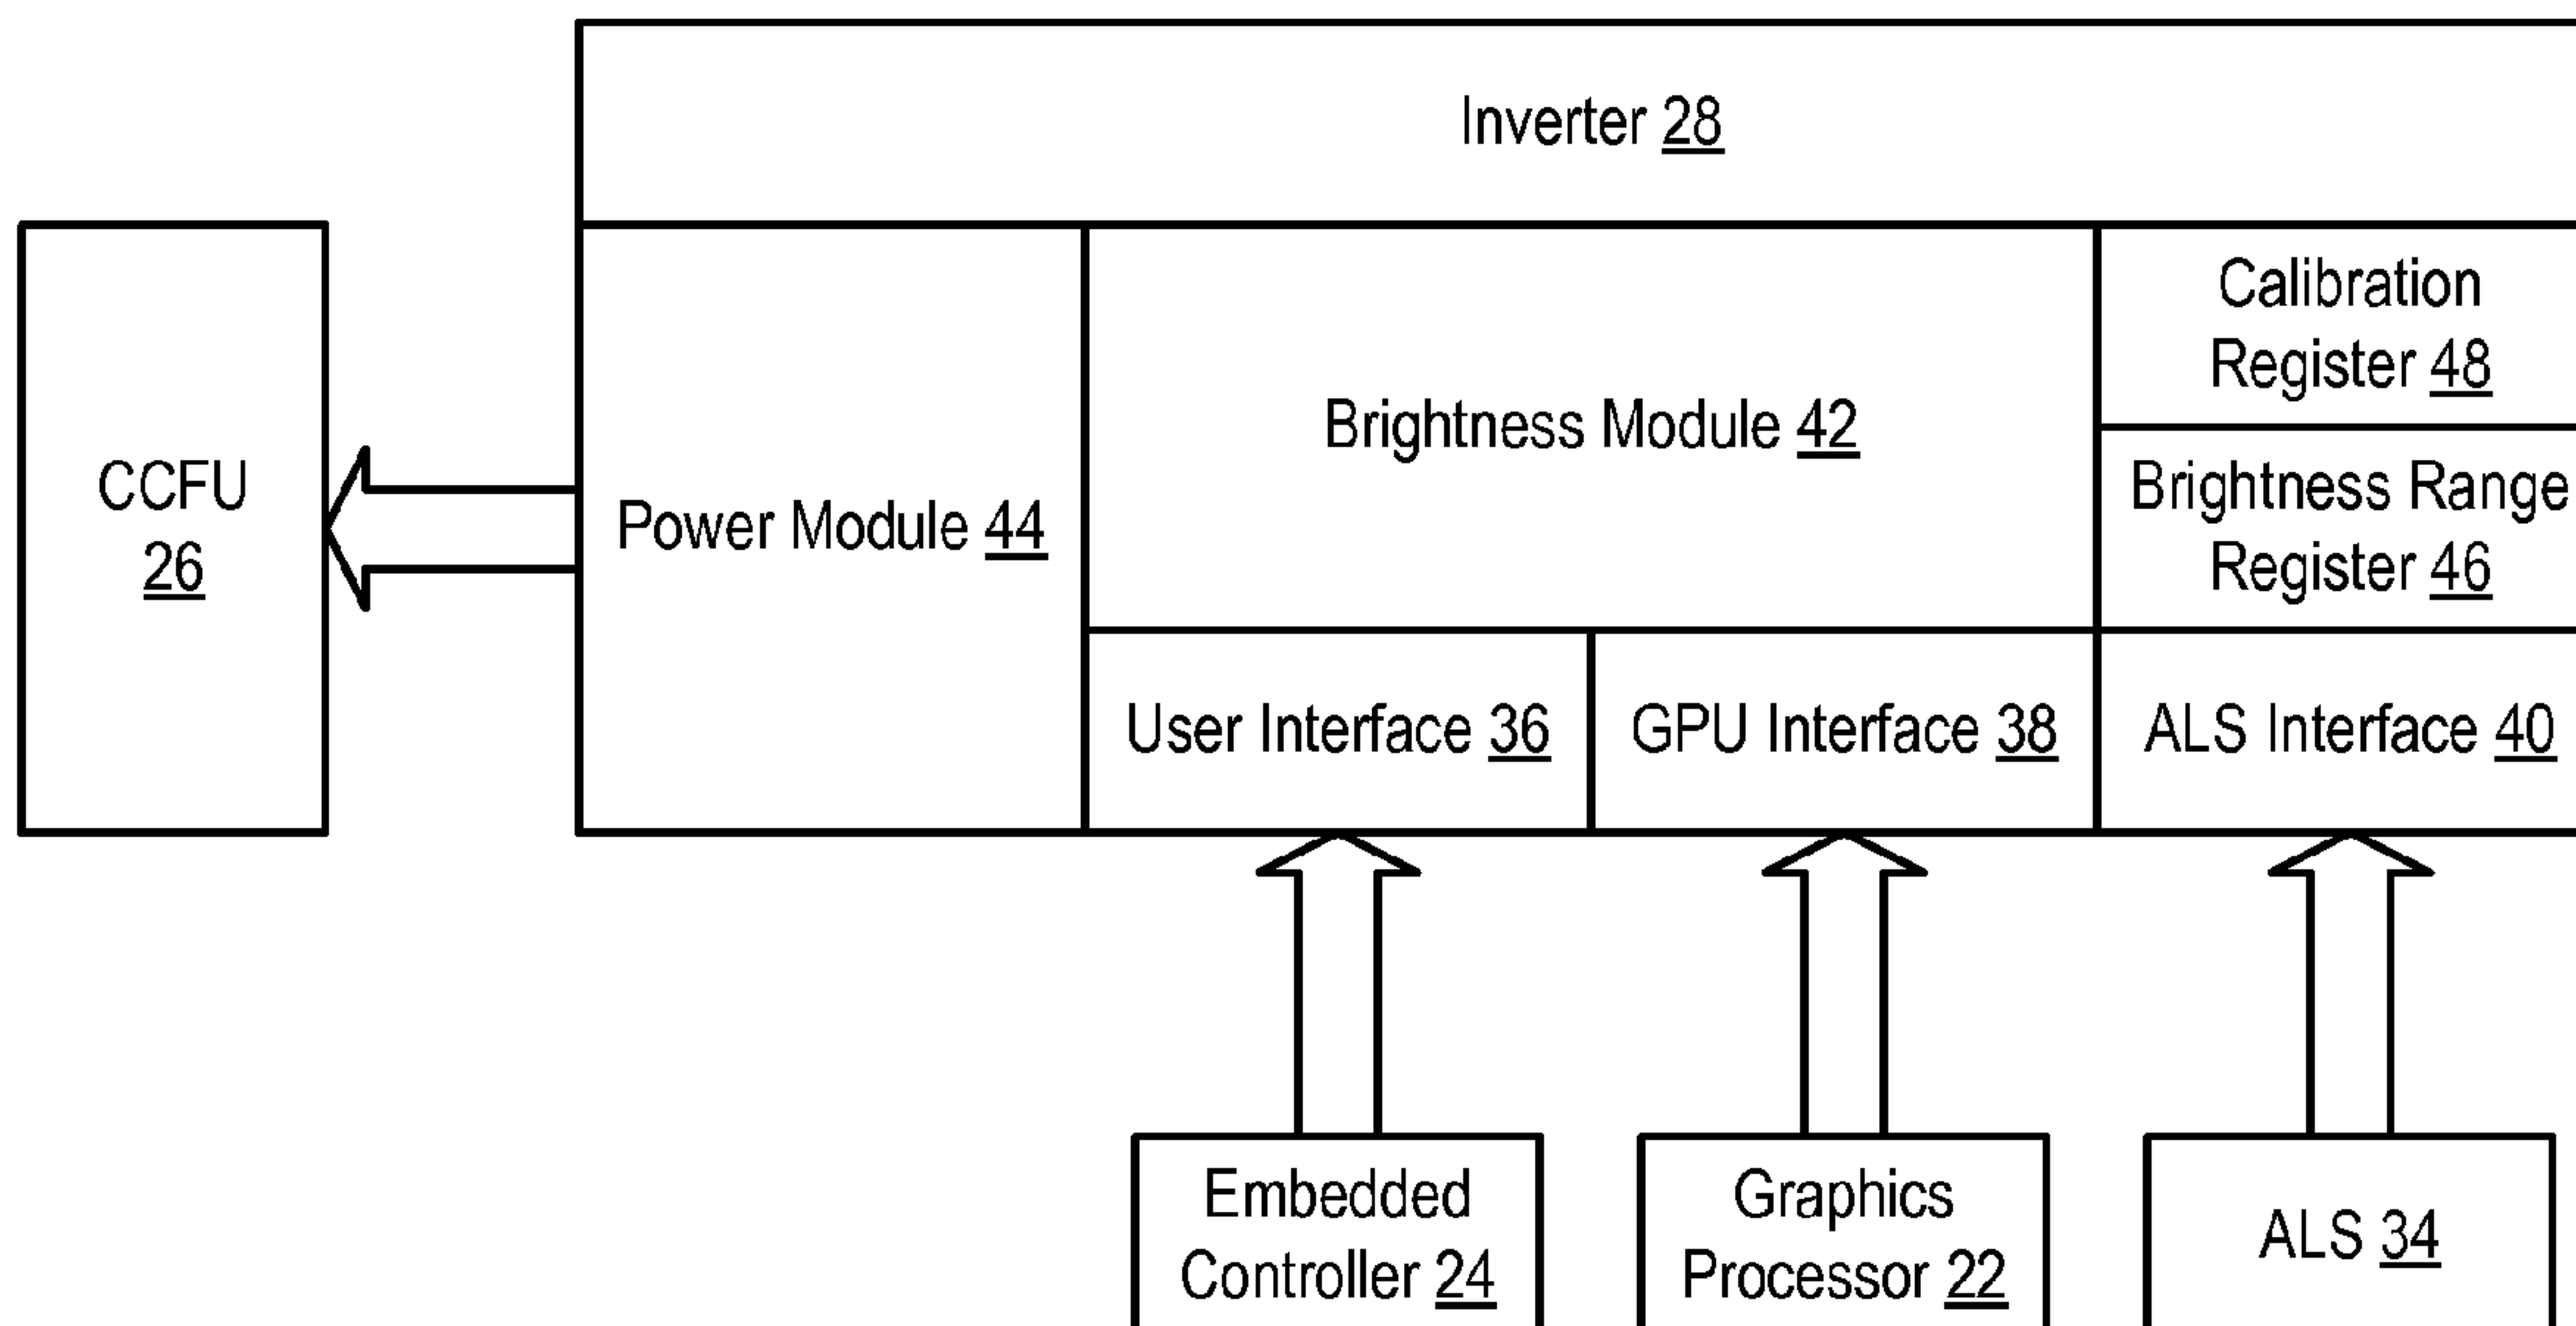 Inverter 28
CCFU
26
Power Module 44
Brightness Module 42
Calibration
Register 48
Brightness Range
Register 46
User Interface 36
GPU Interface 38
ALS Interface 40
Embedded
Controller 24
Graphics
Processor 22
ALS 34